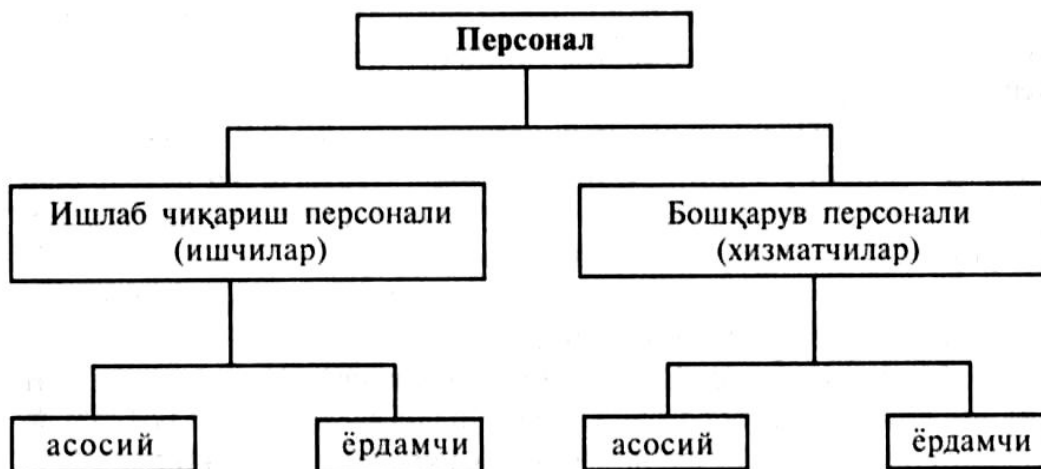 Персонал
Ишлаб чиқариш персонали
(ишчилар)
Бошқарув персонали
(хизматчилар)
асосий
ёрдамчи
асосий
ёрдамчи